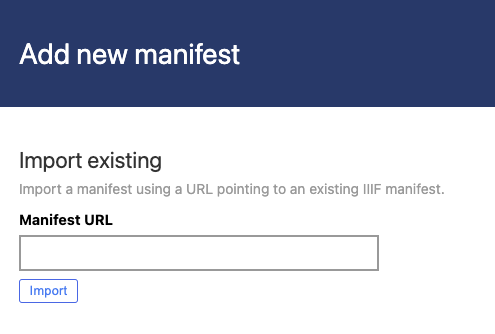 Add new manifest
Import existing
Import a manifest using a URL pointing to an existing IIIF manifest.
Manifest URL
Import